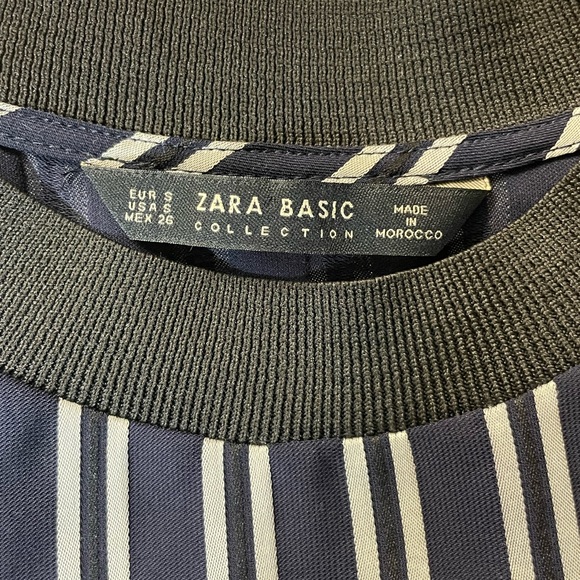 EUR S
USA S
MEX 26
ZARA BASIC
COLLECTION
MADE
IN
MOROCCO